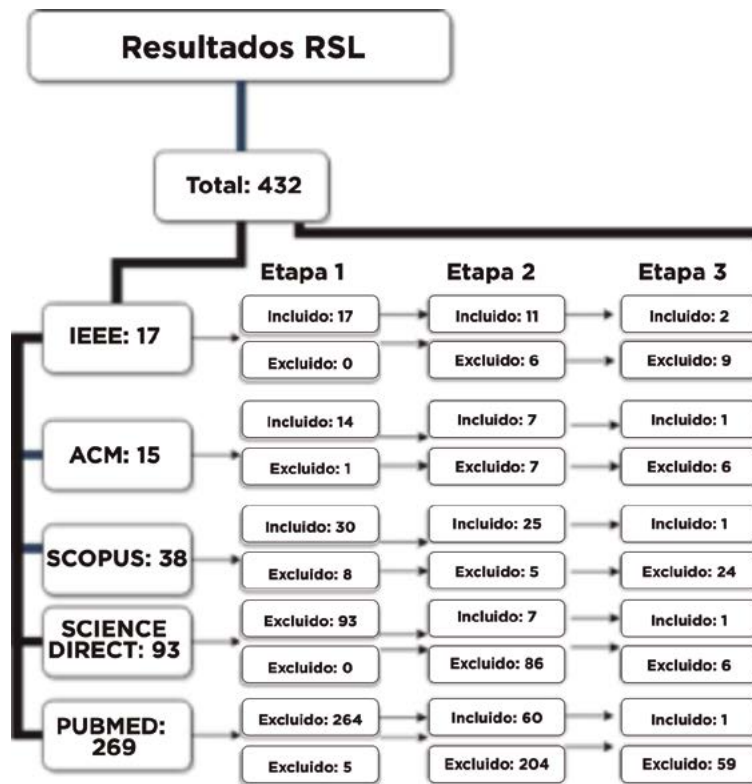 Resultados RSL
Total: 432
Etapa 1
Etapa 2
Etapa 3
IEEE: 17
Incluido: 17
Incluido: 11
Incluido: 2
Excluido: 0
Excluido: 6
Excluido: 9
ACM: 15
Incluido: 14
Incluido: 7
Incluido: 1
Excluido: 1
Excluido: 7
Excluido: 6
SCOPUS: 38
Incluido: 30
Incluido: 25
Incluido: 1
Excluido: 8
Excluido: 5
Excluido: 24
SCIENCE
DIRECT: 93
Excluido: 93
Incluido: 7
Incluido: 1
Excluido: 0
Excluido: 86
Excluido: 6
PUBMED:
269
Excluido: 264
Incluido: 60
Incluido: 1
Excluido: 5
Excluido: 204
Excluido: 59